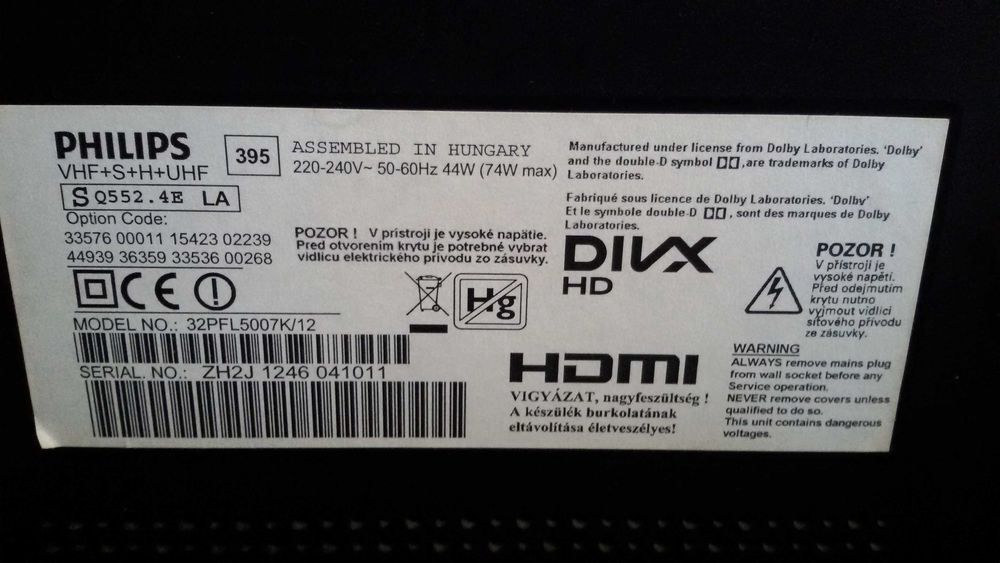 PHILIPS
VHF+S+H+UHF
395
ASSEMBLED IN HUNGARY
220-240V~ 50-60Hz 44W (74W max)
S Q552.4E LA
Option Code:
33576 00011 15423 02239
44939 36359 33536 00268
POZOR ! V prístroji je vysoké napätie.
Pred otvorením krytu je potrebné vybrat
vidlicu elektrického prívodu zo zásuvky.
CE
Hg
MODEL NO.: 32PFL5007K/12
SERIAL. NO.: ZH2J 1246 041011
Manufactured under license from Dolby Laboratories. 'Dolby'
and the double-D symbol DD ,are trademarks of Dolby
Laboratories.
Fabriqué sous licence de Dolby Laboratories. 'Dolby'
Et le symbole double-D DD , sont des marques de Dolby
Laboratories.
DIVX
HD
POZOR !
V přístroji je
vysoké napětí.
Před odejmutím
krytu nutno
vyjmout vidlici
síťového přívodu
ze zásuvky.
HDMI
VIGYÁZAT, nagyfeszültség !
A készülék burkolatának
eltávolítása életveszélyes!
WARNING
ALWAYS remove mains plug
from wall socket before any
Service operation.
NEVER remove covers unless
qualified to do so.
This unit contains dangerous
voltages.